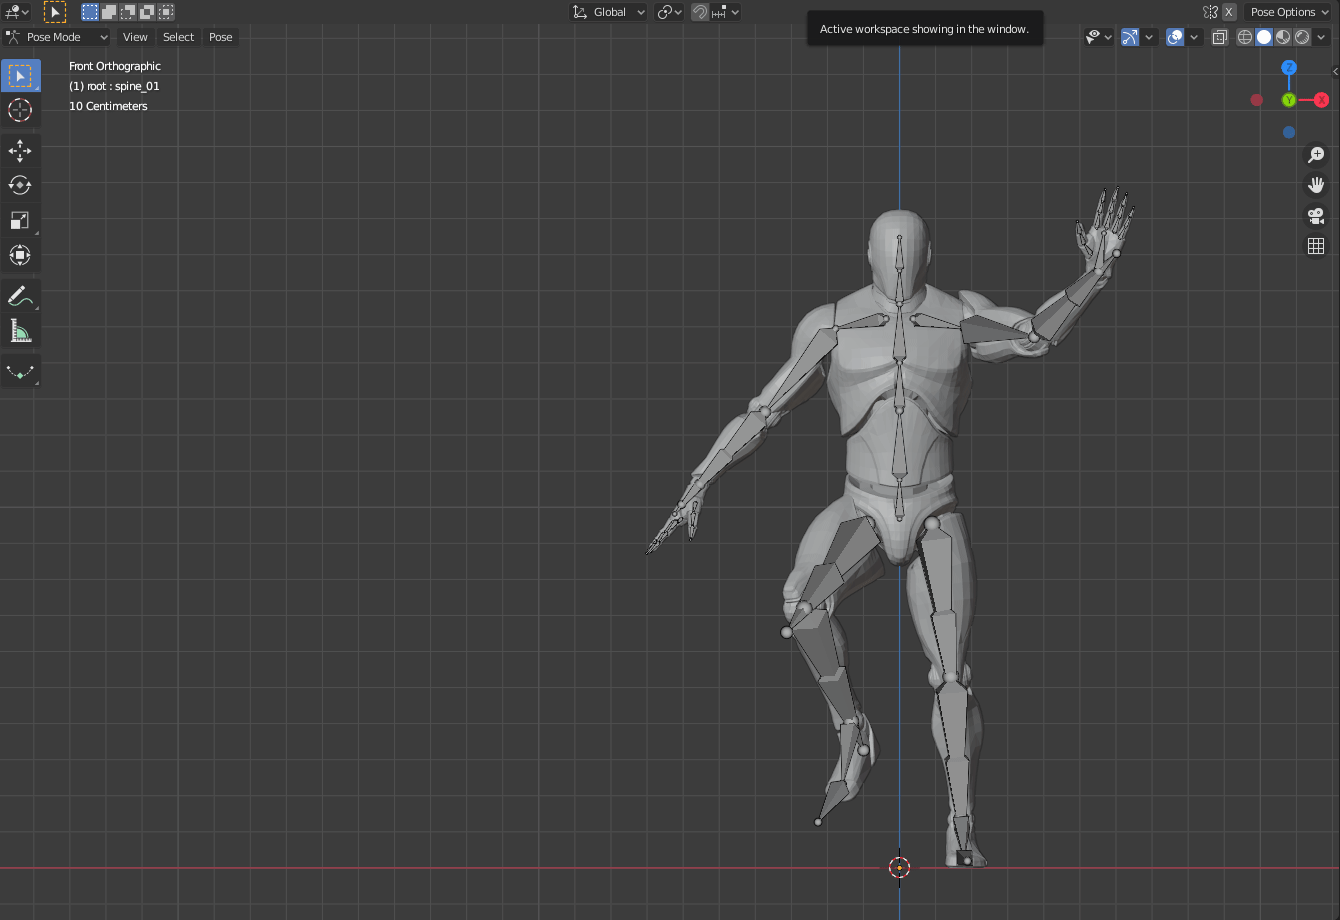 Global
X
Pose Options
Active workspace showing in the window.
Pose Mode
View
Select
Pose
Front Orthographic
(1) root : spine_01
10 Centimeters
Z
Y
X